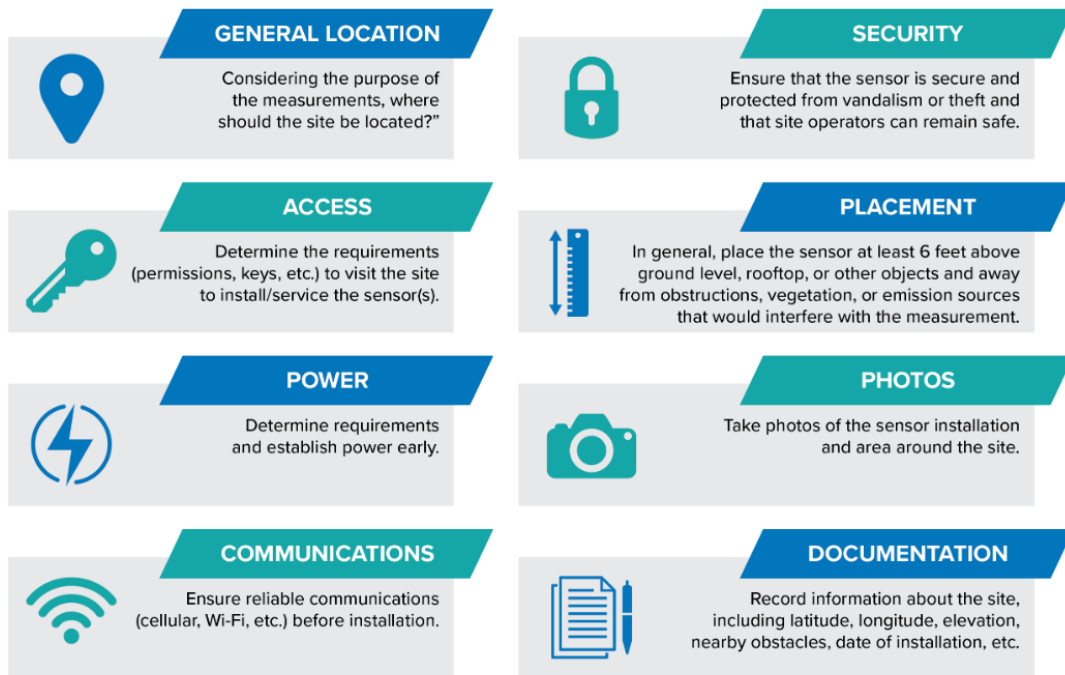 GENERAL LOCATION
Considering the purpose of
the measurements, where
should the site be located?”
SECURITY
Ensure that the sensor is secure and
protected from vandalism or theft and
that site operators can remain safe.
ACCESS
Determine the requirements
(permissions, keys, etc.) to visit the site
to install/service the sensor(s).
PLACEMENT
In general, place the sensor at least 6 feet above
ground level, rooftop, or other objects and away
from obstructions, vegetation, or emission sources
that would interfere with the measurement.
POWER
Determine requirements
and establish power early.
PHOTOS
Take photos of the sensor installation
and area around the site.
COMMUNICATIONS
Ensure reliable communications
(cellular, Wi-Fi, etc.) before installation.
DOCUMENTATION
Record information about the site,
including latitude, longitude, elevation,
nearby obstacles, date of installation, etc.